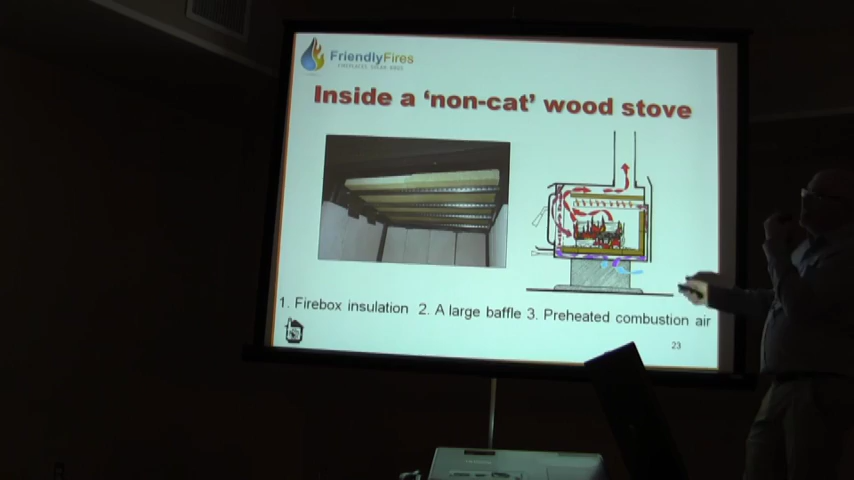 FriendlyFires
Inside a ‘non-cat’ wood stove
1. Firebox insulation 2. A large baffle 3. Preheated combustion air
23